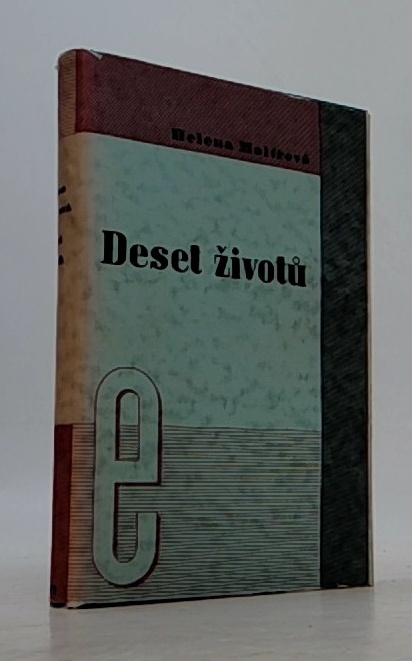 Helena Malířová
Deset životů
e